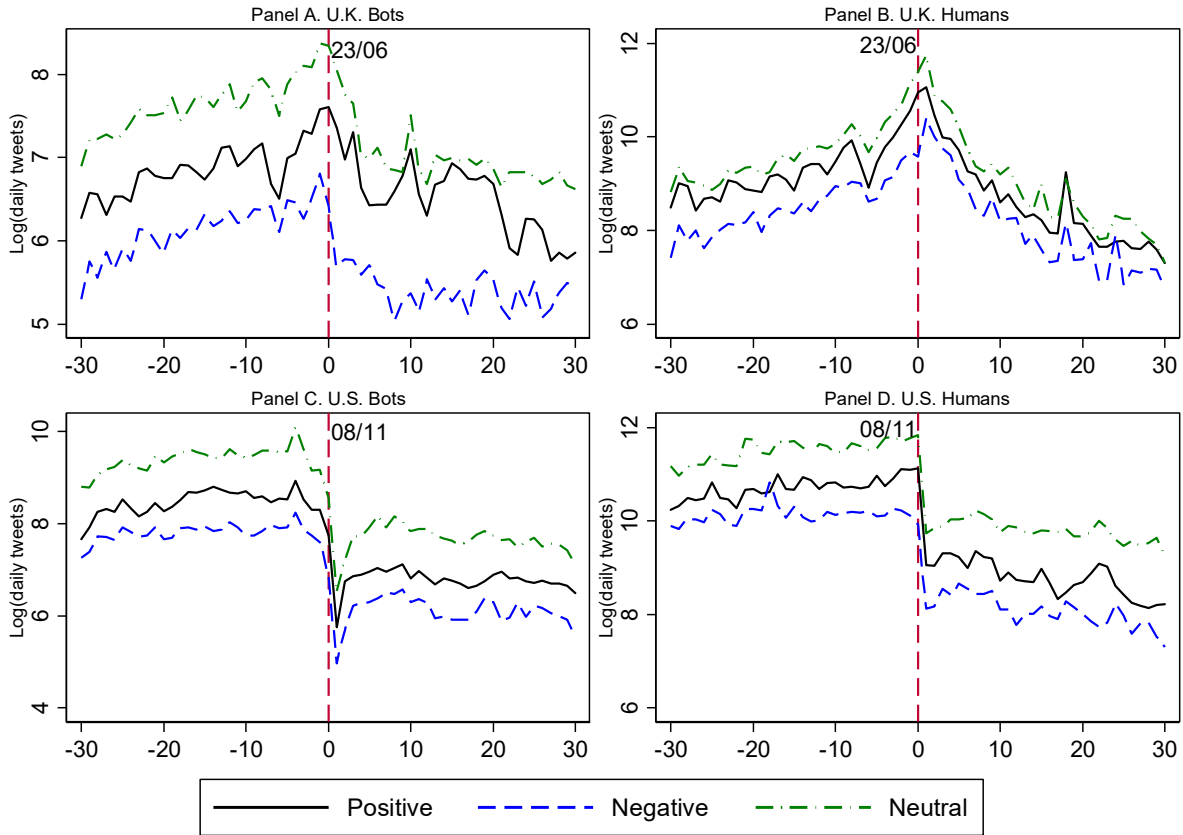 Panel A. U.K. Bots
Log(daily tweets)
8
7
6
5
23/06
-30 -20 -10 0 10 20 30
Panel B. U.K. Humans
Log(daily tweets)
12
10
8
6
23/06
-30 -20 -10 0 10 20 30
Panel C. U.S. Bots
Log(daily tweets)
10
8
6
4
08/11
-30 -20 -10 0 10 20 30
Panel D. U.S. Humans
Log(daily tweets)
12
10
8
6
08/11
-30 -20 -10 0 10 20 30
Positive Negative Neutral